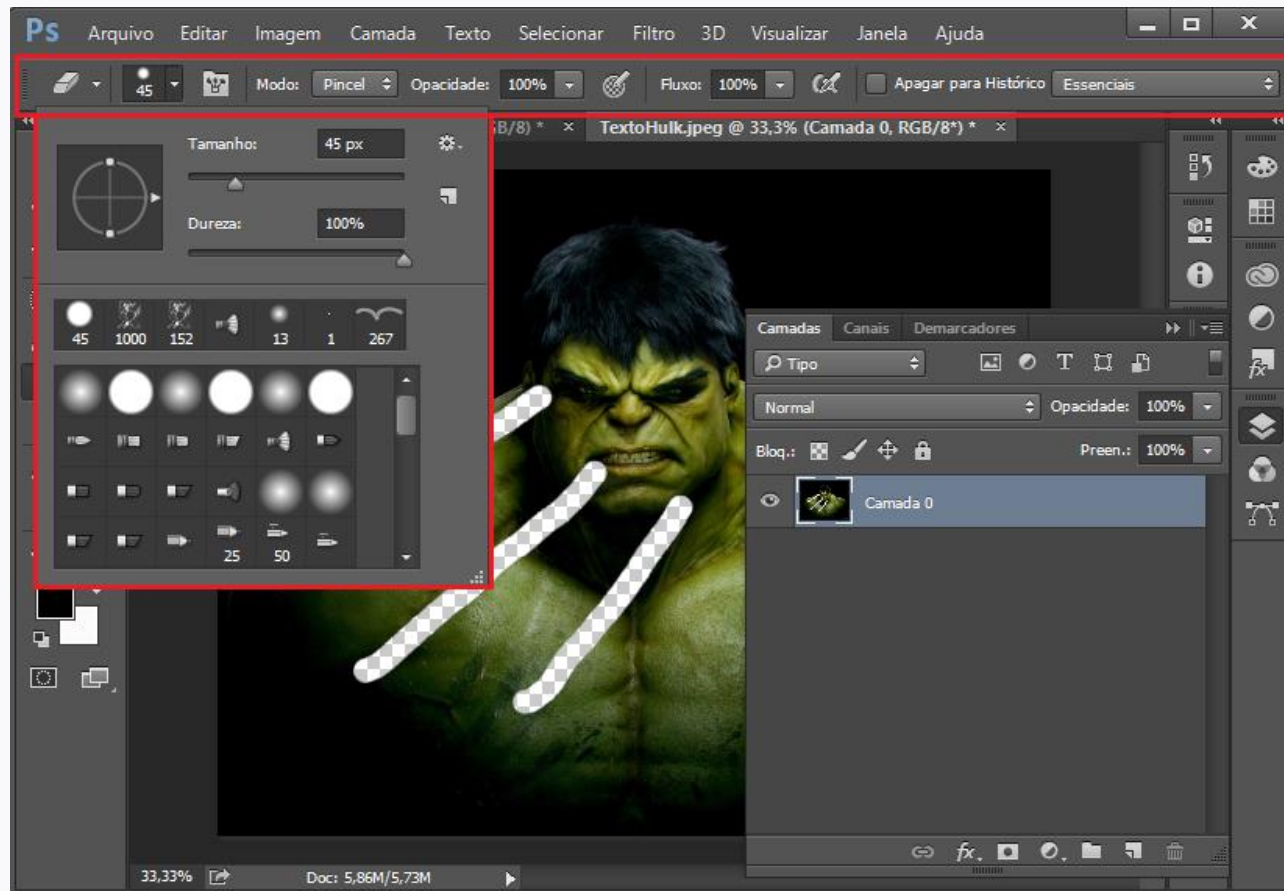 Ps Arquivo Editar Imagem Camada Texto Selecionar Filtro 3D Visualizar Janela Ajuda
45 Modo: Pincel Opacidade: 100% Fluxo: 100% Apagar para Histórico Essenciais
GB/8) * × TextoHulk.jpeg @ 33,3% (Camada 0, RGB/8*) * ×
Tamanho: 45 px
Dureza: 100%
45 1000 152 13 1 267
25 50
Camadas Canais Demarcadores
Tipo
Normal Opacidade: 100%
Bloq.: Preen.: 100%
Camada 0
fx
fx
33,33% Doc: 5,86M/5,73M